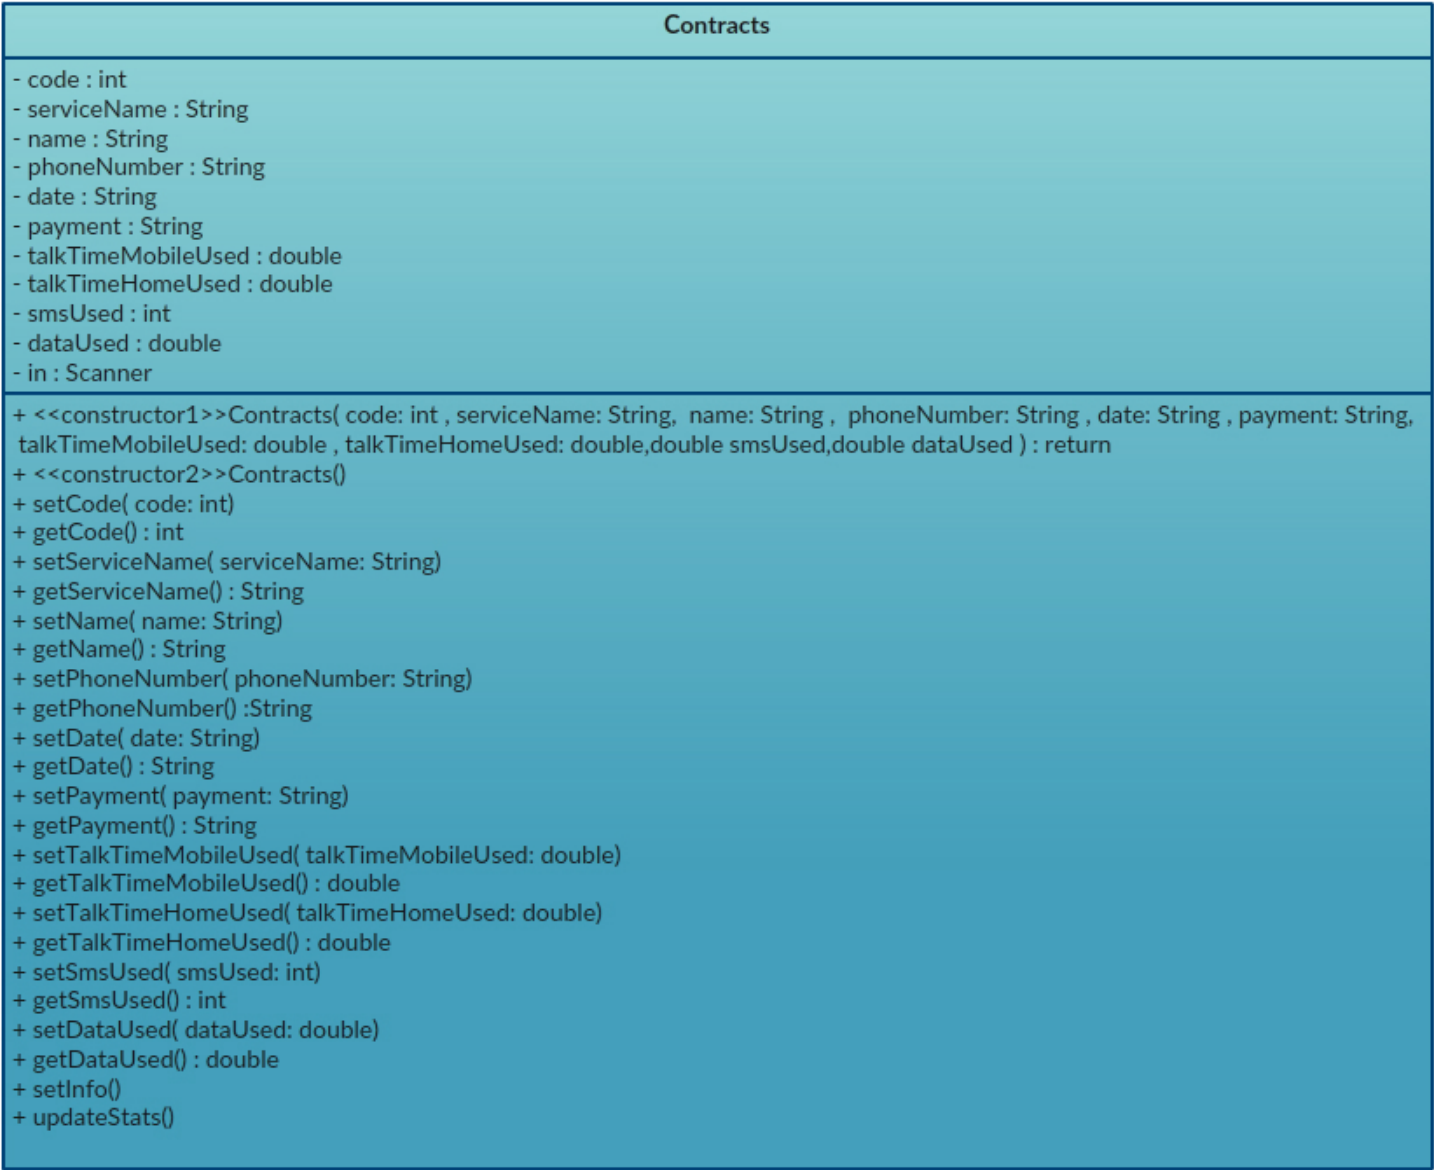 Contracts
- code : int
- serviceName : String
- name : String
- phoneNumber : String
- date : String
- payment : String
- talkTimeMobileUsed : double
- talkTimeHomeUsed : double
- smsUsed : int
- dataUsed : double
- in : Scanner
+ <<constructor1>>Contracts( code: int , serviceName: String,  name: String ,  phoneNumber: String , date: String , payment: String,
talkTimeMobileUsed: double , talkTimeHomeUsed: double,double smsUsed,double dataUsed ) : return
+ <<constructor2>>Contracts()
+ setCode( code: int)
+ getCode() : int
+ setServiceName( serviceName: String)
+ getServiceName() : String
+ setName( name: String)
+ getName() : String
+ setPhoneNumber( phoneNumber: String)
+ getPhoneNumber() :String
+ setDate( date: String)
+ getDate() : String
+ setPayment( payment: String)
+ getPayment() : String
+ setTalkTimeMobileUsed( talkTimeMobileUsed: double)
+ getTalkTimeMobileUsed() : double
+ setTalkTimeHomeUsed( talkTimeHomeUsed: double)
+ getTalkTimeHomeUsed() : double
+ setSmsUsed( smsUsed: int)
+ getSmsUsed() : int
+ setDataUsed( dataUsed: double)
+ getDataUsed() : double
+ setInfo()
+ updateStats()